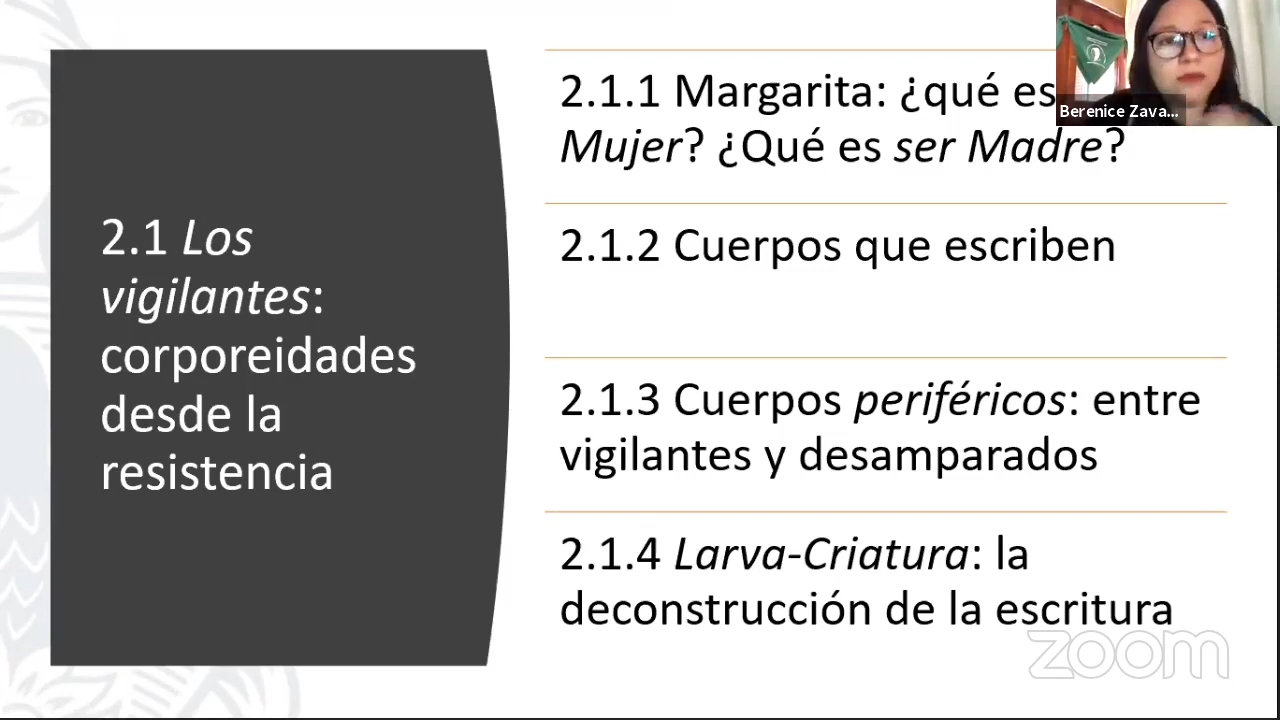 2.1 Los
vigilantes:
corporeidades
desde la
resistencia
2.1.1 Margarita: ¿qué es
Mujer? ¿Qué es ser Madre?
2.1.2 Cuerpos que escriben
2.1.3 Cuerpos periféricos: entre
vigilantes y desamparados
2.1.4 Larva-Criatura: la
deconstrucción de la escritura
Berenice Zava...
zoom